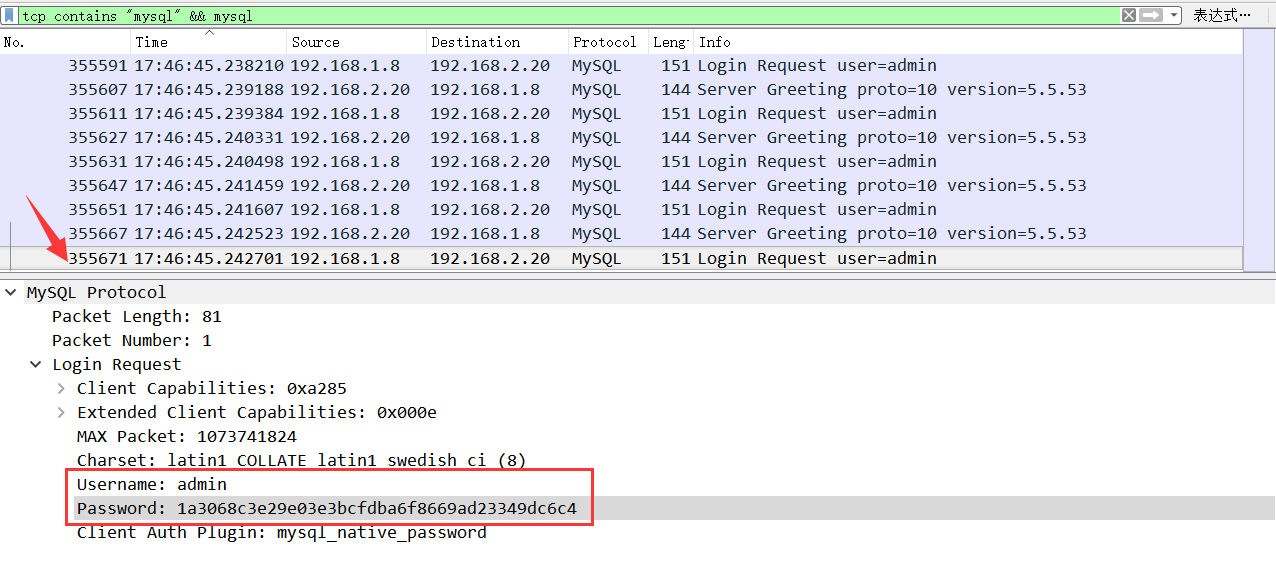 tcp contains "mysql" && mysql 表达式…
No. Time Source Destination Protocol Leng· Info
355591 17:46:45.238210 192.168.1.8 192.168.2.20 MySQL 151 Login Request user=admin
355607 17:46:45.239188 192.168.2.20 192.168.1.8 MySQL 144 Server Greeting proto=10 version=5.5.53
355611 17:46:45.239384 192.168.1.8 192.168.2.20 MySQL 151 Login Request user=admin
355627 17:46:45.240331 192.168.2.20 192.168.1.8 MySQL 144 Server Greeting proto=10 version=5.5.53
355631 17:46:45.240498 192.168.1.8 192.168.2.20 MySQL 151 Login Request user=admin
355647 17:46:45.241459 192.168.2.20 192.168.1.8 MySQL 144 Server Greeting proto=10 version=5.5.53
355651 17:46:45.241607 192.168.1.8 192.168.2.20 MySQL 151 Login Request user=admin
355667 17:46:45.242523 192.168.2.20 192.168.1.8 MySQL 144 Server Greeting proto=10 version=5.5.53
355671 17:46:45.242701 192.168.1.8 192.168.2.20 MySQL 151 Login Request user=admin
MySQL Protocol
Packet Length: 81
Packet Number: 1
Login Request
Client Capabilities: 0xa285
Extended Client Capabilities: 0x000e
MAX Packet: 1073741824
Charset: latin1 COLLATE latin1_swedish_ci (8)
Username: admin
Password: 1a3068c3e29e03e3bcfdba6f8669ad23349dc6c4
Client Auth Plugin: mysql_native_password